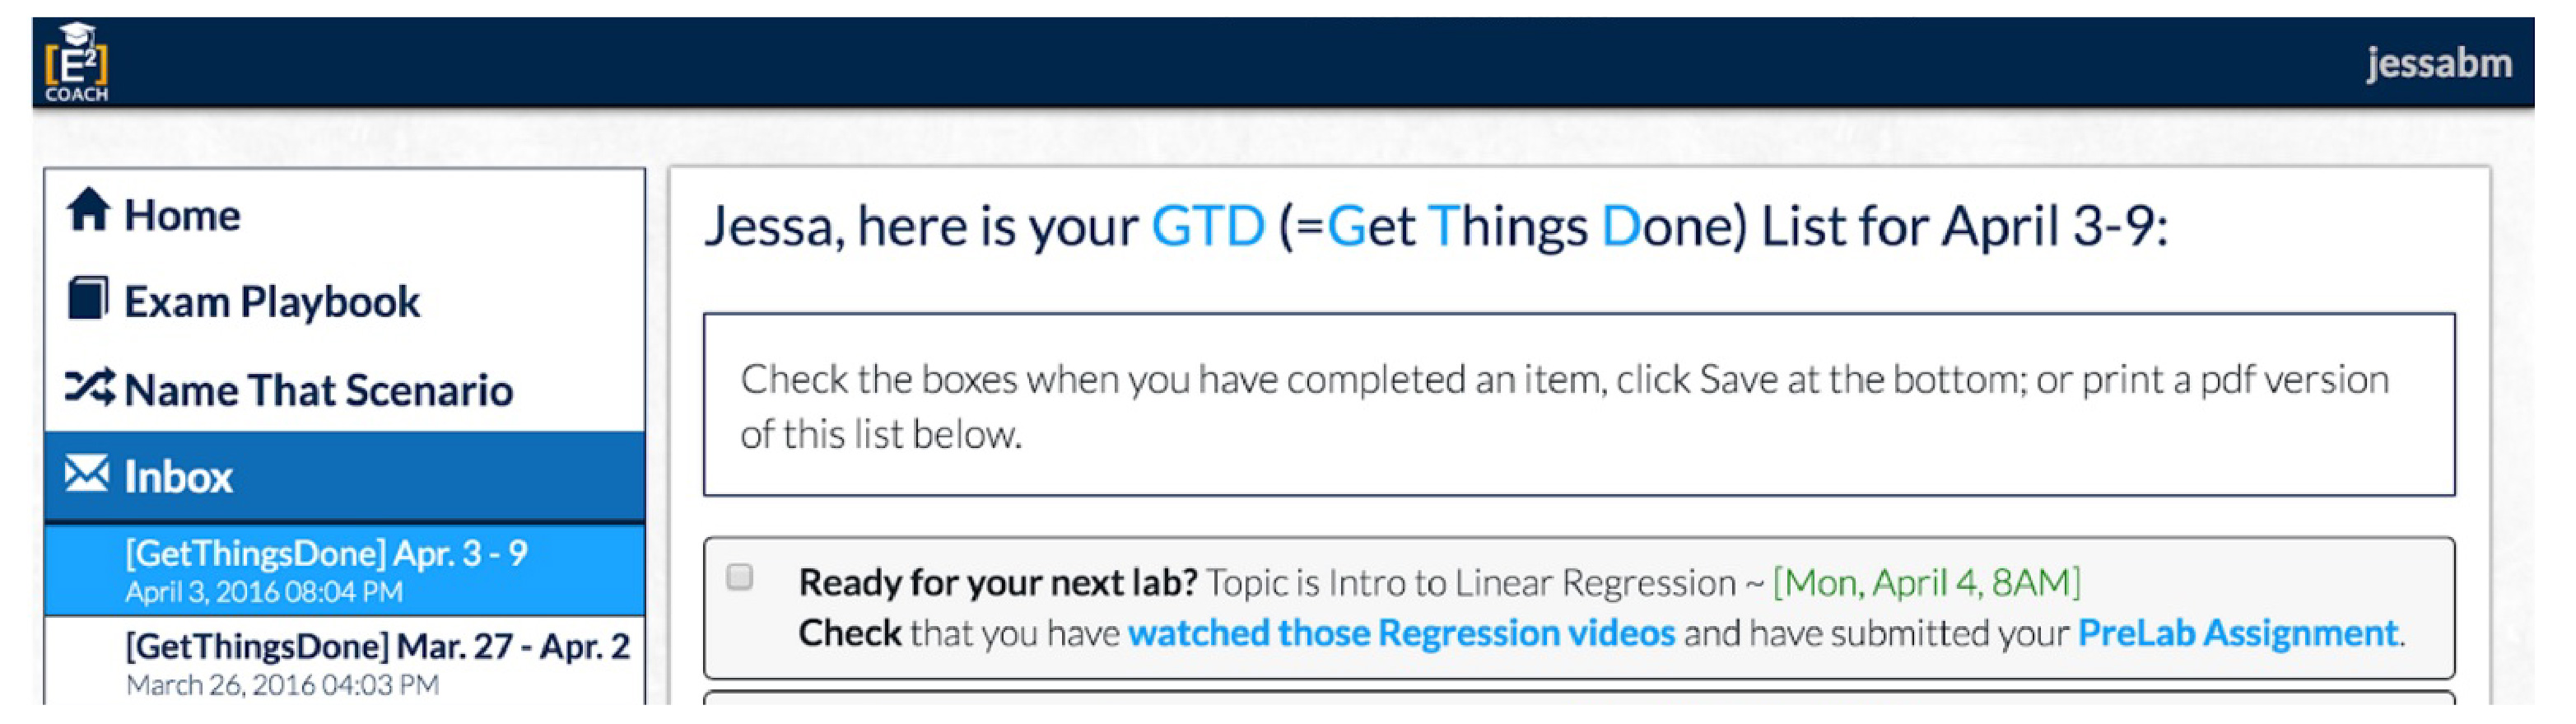 [E²]
COACH
jessabm
Home
Exam Playbook
Name That Scenario
Inbox
[GetThingsDone] Apr. 3 - 9
April 3, 2016 08:04 PM
[GetThingsDone] Mar. 27 - Apr. 2
March 26, 2016 04:03 PM
Jessa, here is your GTD (=Get Things Done) List for April 3-9:
Check the boxes when you have completed an item, click Save at the bottom; or print a pdf version
of this list below.
Ready for your next lab? Topic is Intro to Linear Regression ~ [Mon, April 4, 8AM]
Check that you have watched those Regression videos and have submitted your PreLab Assignment.